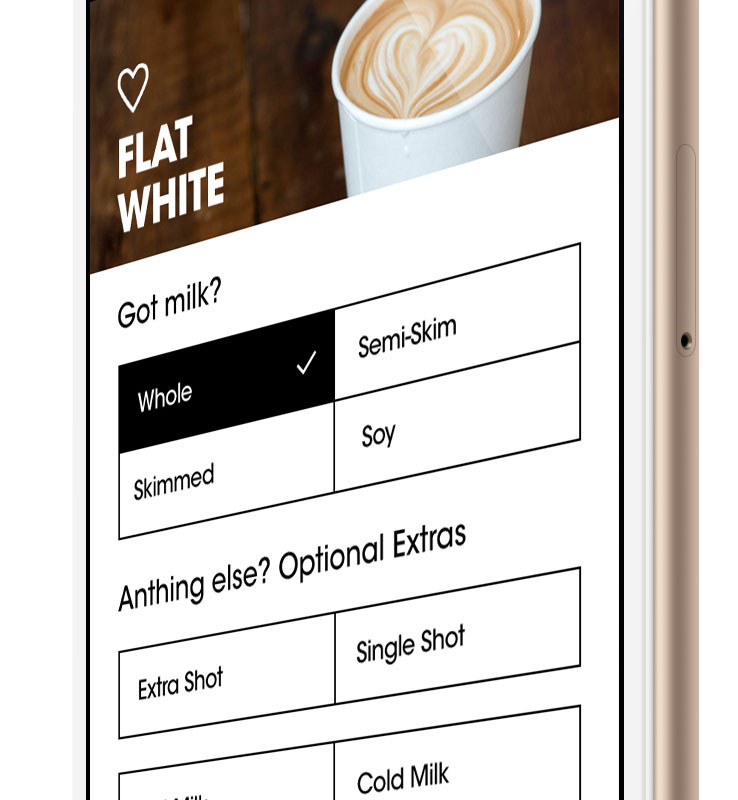 FLAT
WHITE
Got milk?
Whole
Semi-Skim
Skimmed
Soy
Anthing else? Optional Extras
Extra Shot
Single Shot
Cold Milk